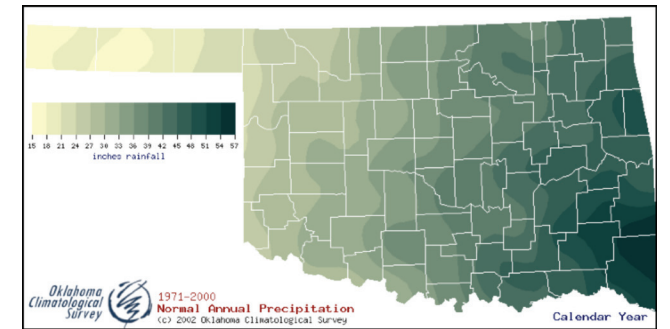 15 18 21 24 27 30 33 36 39 42 45 48 51 54 57
inches rainfall
Oklahoma
Climatological
Survey
1971-2000
Normal Annual Precipitation
(c) 2002 Oklahoma Climatological Survey
Calendar Year